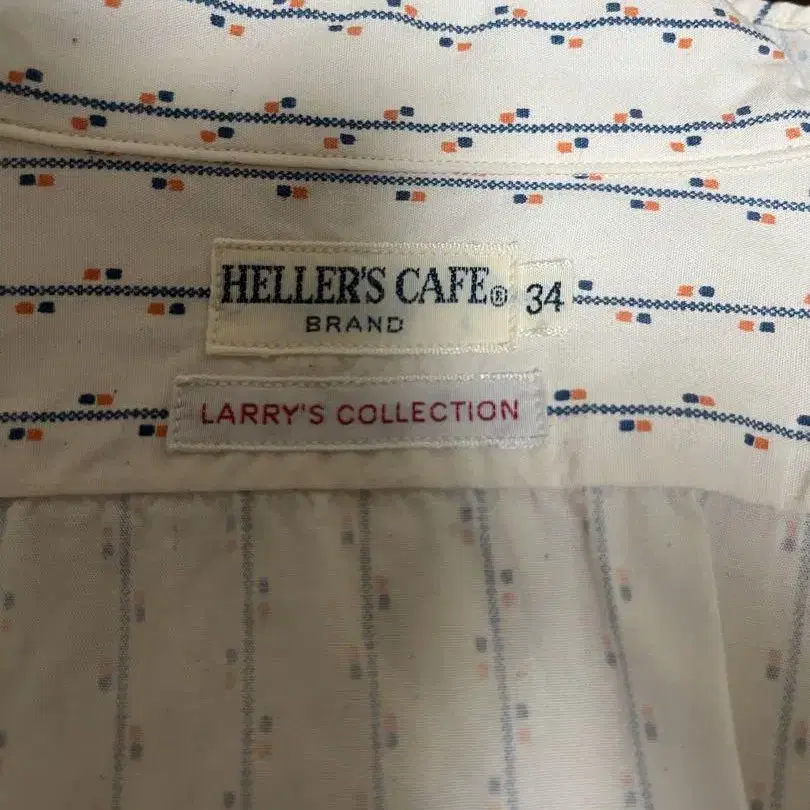 HELLER'S CAFE®
BRAND
34
LARRY'S COLLECTION